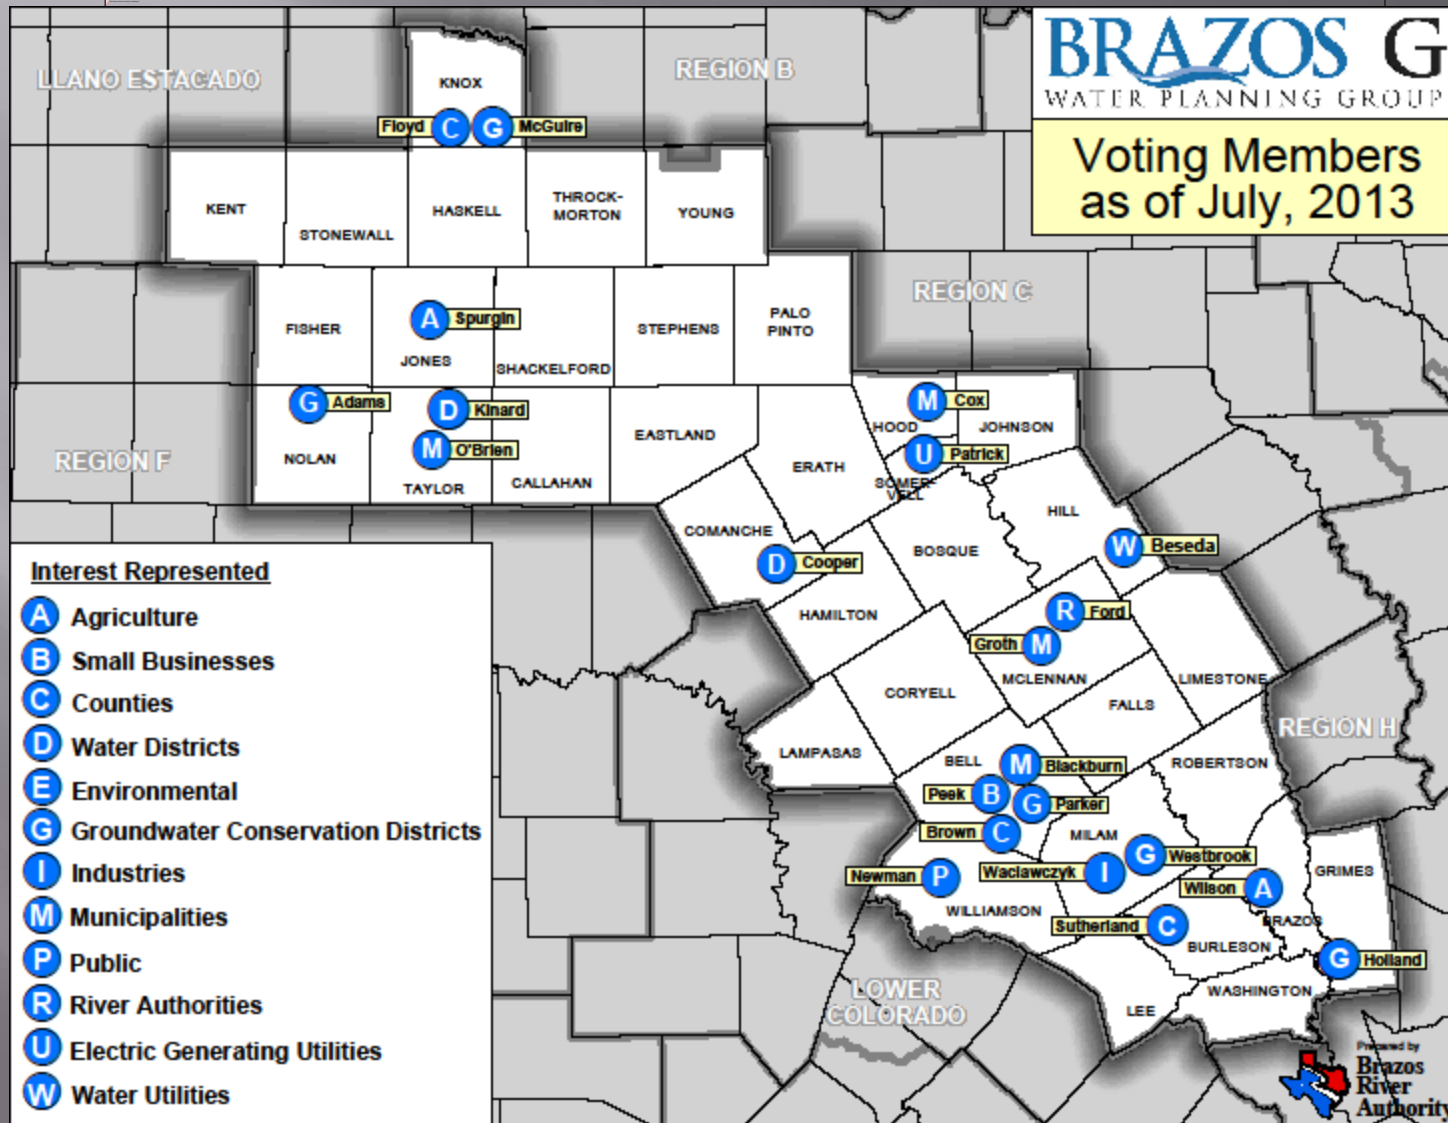 LLANO ESTACADO
REGION B
KNOX
Floyd C G McGuire
BRAZOS G
WATER PLANNING GROUP
Voting Members
as of July, 2013
KENT
STONEWALL
HASKELL
THROCK-
MORTON
YOUNG
REGION C
FISHER
A Spurgin
JONES
SHACKELFORD
STEPHENS
PALO
PINTO
G Adams
D Kinard
M O'Brien
NOLAN
TAYLOR
CALLAHAN
EASTLAND
REGION F
ERATH
M Cox
HOOD
JOHNSON
U Patrick
SOMER-
VELL
COMANCHE
D Cooper
BOSQUE
HILL
W Beseda
HAMILTON
R Ford
Groth M
MCLENNAN
CORYELL
LIMESTONE
FALLS
REGION H
LAMPASAS
BELL
M Blackburn
ROBERTSON
Peek B
G Parker
Brown C
MILAM
G Westbrook
Waclawczyk I
Newman P
WILLIAMSON
Wilson A
GRIMES
BRAZOS
Sutherland C
BURLESON
G Holland
WASHINGTON
LEE
LOWER
COLORADO
Interest Represented
A Agriculture
B Small Businesses
C Counties
D Water Districts
E Environmental
G Groundwater Conservation Districts
I Industries
M Municipalities
P Public
R River Authorities
U Electric Generating Utilities
W Water Utilities
Prepared by
Brazos
River
Authority